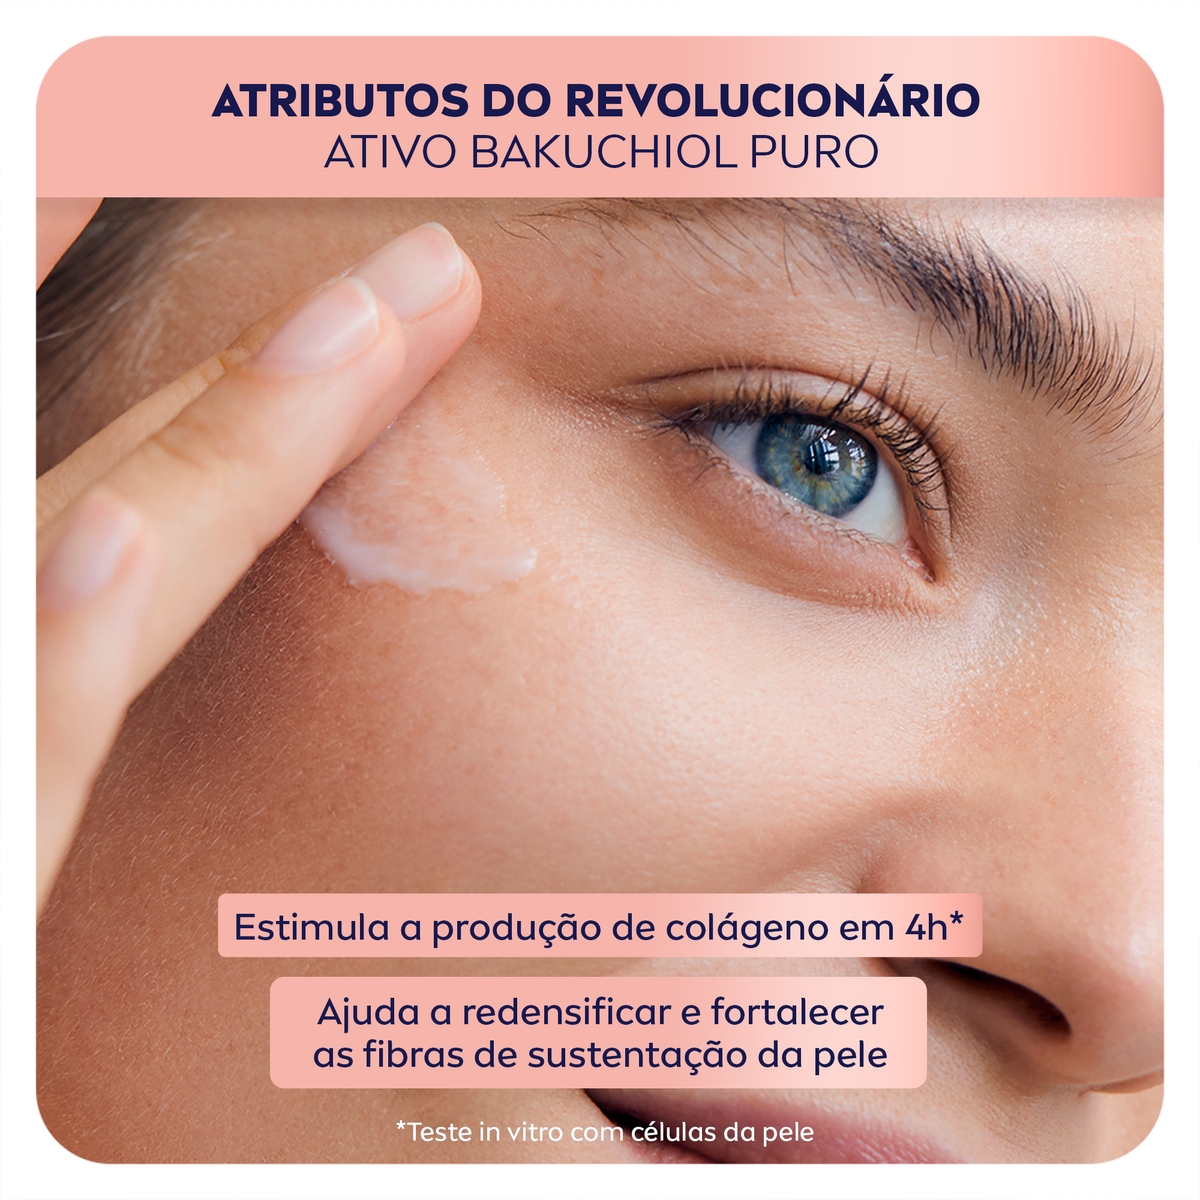 ATRIBUTOS DO REVOLUCIONÁRIO
ATIVO BAKUCHIOL PURO
Estimula a produção de colágeno em 4h*
Ajuda a redensificar e fortalecer
as fibras de sustentação da pele
*Teste in vitro com células da pele